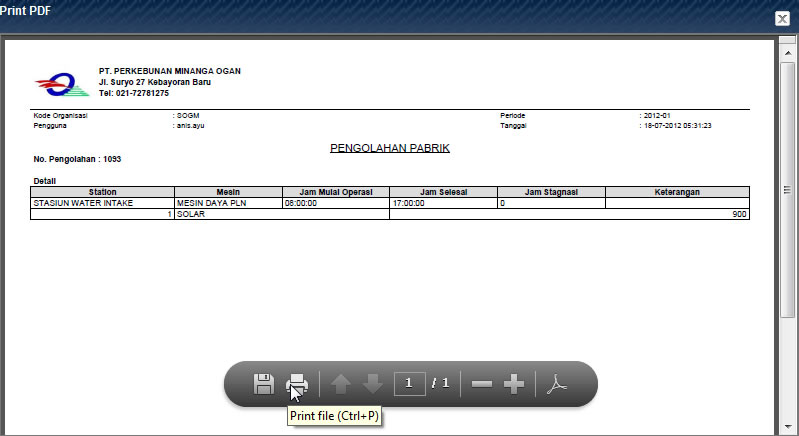 Print PDF
PT. PERKEBUNAN MINANGA OGAN
Jl. Suryo 27 Kebayoran Baru
Tel: 021-72781275
Kode Organisasi : SOGM Periode : 2012-01
Pengguna : anis.ayu Tanggal : 18-07-2012 05:31:23
PENGOLAHAN PABRIK
No. Pengolahan : 1093
Detail
Station Mesin Jam Mulai Operasi Jam Selesai Jam Stagnasi Keterangan
STASIUN WATER INTAKE MESIN DAYA PLN 08:00:00 17:00:00 0
1 SOLAR 900
1 / 1
Print file (Ctrl+P)